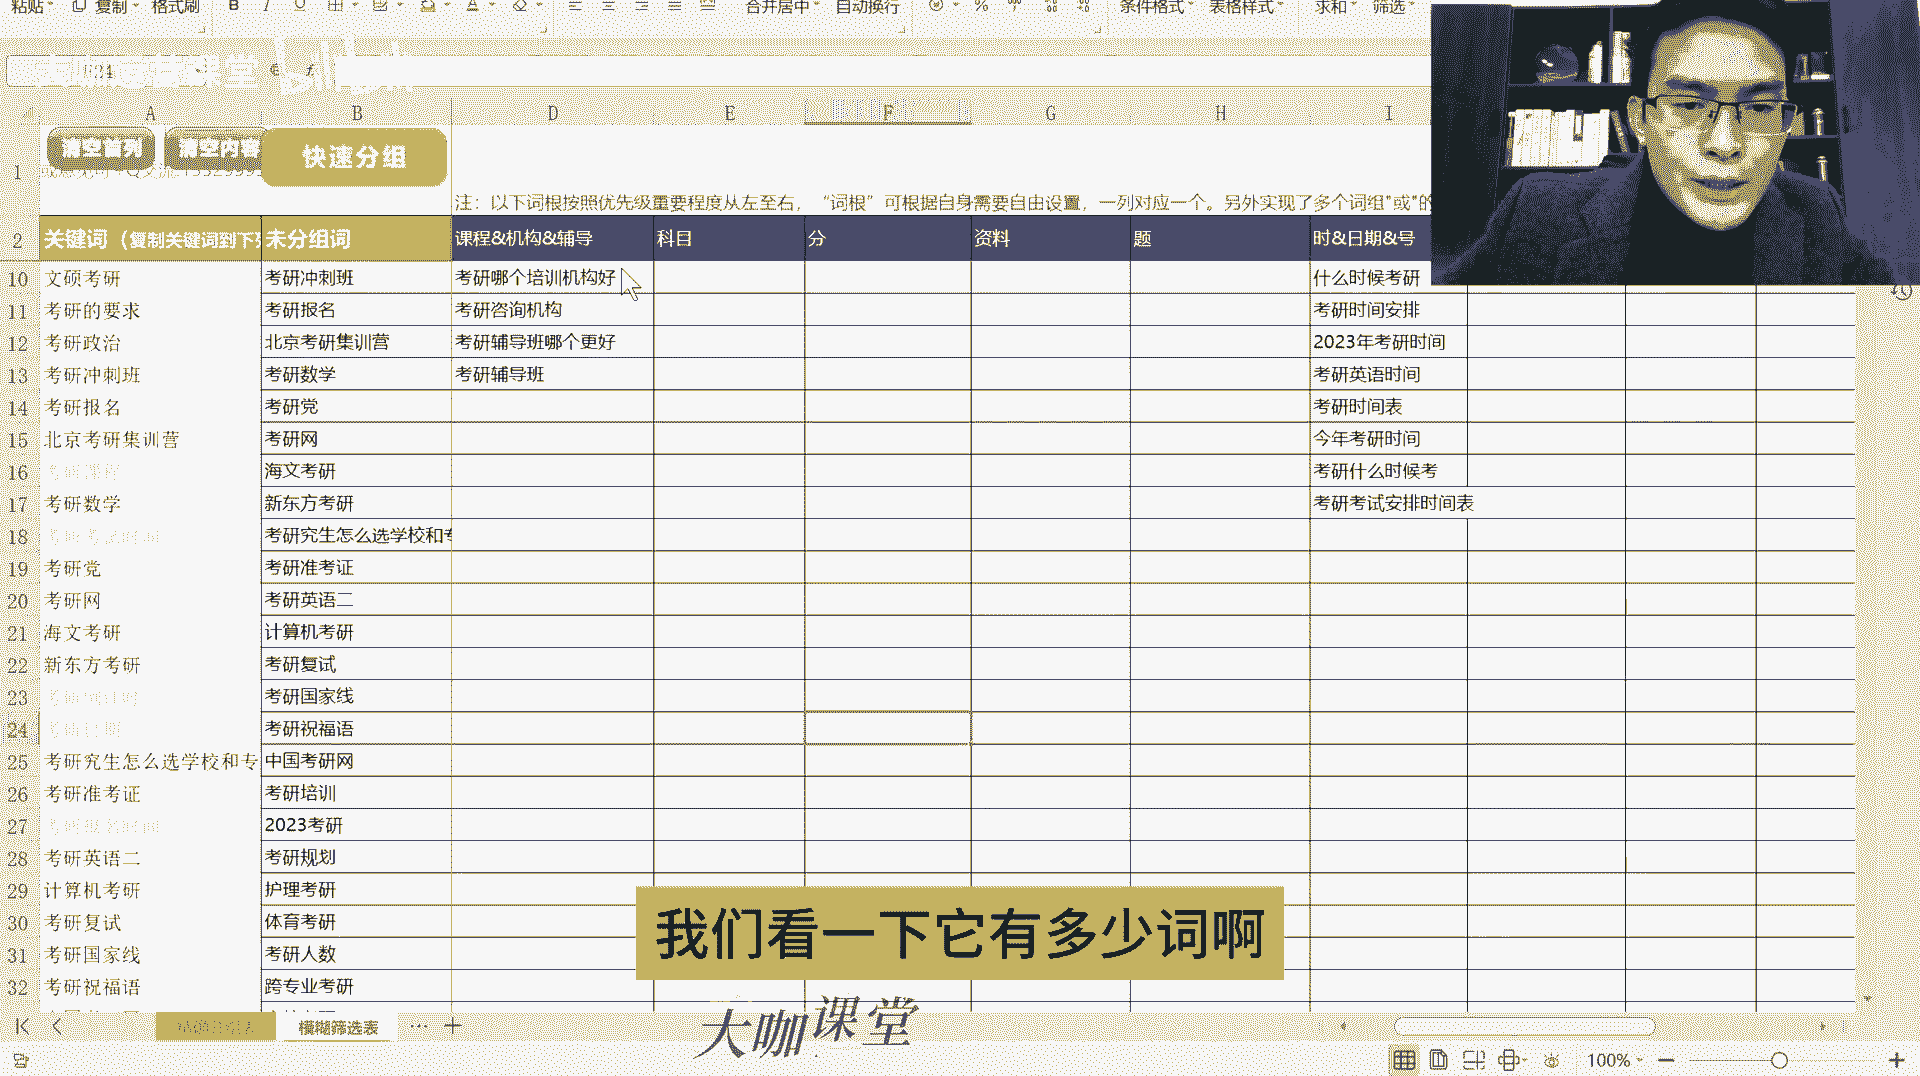 粘贴 复制 格式刷 B I U A 合并居中 自动换行 % 条件格式 表格样式 求和 筛选
A B D E F G H I
清空首列 清空内容 快速分组
1
注：以下词根按照优先级重要程度从左至右，“词根”可根据自身需要自由设置，一列对应一个。另外实现了多个词组"或"的
2 关键词（复制关键词到下 未分组词 课程&机构&辅导 科目 分 资料 题 时&日期&号
10 文硕考研 考研冲刺班 考研哪个培训机构好 什么时候考研
11 考研的要求 考研报名 考研咨询机构 考研时间安排
12 考研政治 北京考研集训营 考研辅导班哪个更好 2023年考研时间
13 考研冲刺班 考研数学 考研辅导班 考研英语时间
14 考研报名 考研党 考研时间表
15 北京考研集训营 考研网 今年考研时间
16 考研课程 海文考研 考研什么时候考
17 考研数学 新东方考研 考研考试安排时间表
18 考研究生怎么选学校和专
19 考研党 考研准考证
20 考研网 考研英语二
21 海文考研 计算机考研
22 新东方考研 考研复试
23 考研国家线
24 考研祝福语
25 考研究生怎么选学校和专 中国考研网
26 考研准考证 考研培训
27 考研报名时间 2023考研
28 考研英语二 考研规划
29 计算机考研 护理考研
30 考研复试 体育考研
31 考研国家线 考研人数
32 考研祝福语 跨专业考研
我们看一下它有多少词啊
模糊筛选表 ··· +
大咖课堂
100% − +